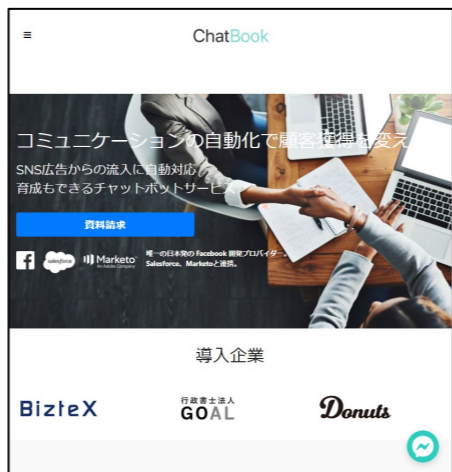 ChatBook
コミュニケーションの自動化で顧客獲得を変え
SNS広告からの流入に自動対応
育成もできるチャットボットサービス
資料請求
salesforce
Marketo
An Adobe Company
唯一の日本発の Facebook 開発プロバイダー。
Salesforce、Marketoと連携。
導入企業
BizteX
行政書士法人
GOAL
Donuts